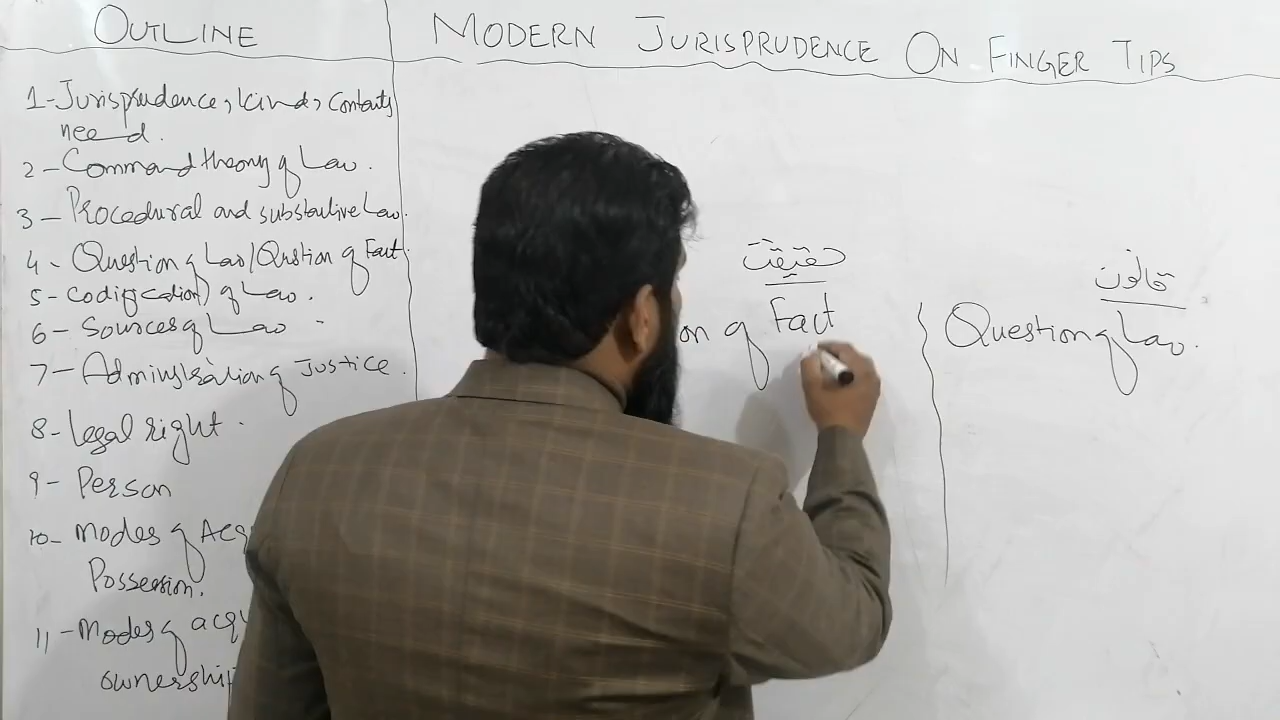 OUTLINE
MODERN JURISPRUDENCE ON FINGER TIPS
1-Jurisprudence, kinds, contents
need.
2-Command theory of Law.
3-Procedural and substantive Law.
4-Question of Law/Question of Fact.
5-codification of Law.
6-Sources of Law
7-Administration of Justice.
8-Legal right.
9-Person
10-Modes of
Possession.
11-Modes of
ownership
حقیقت
on of Fact
قانون
Question of Law.